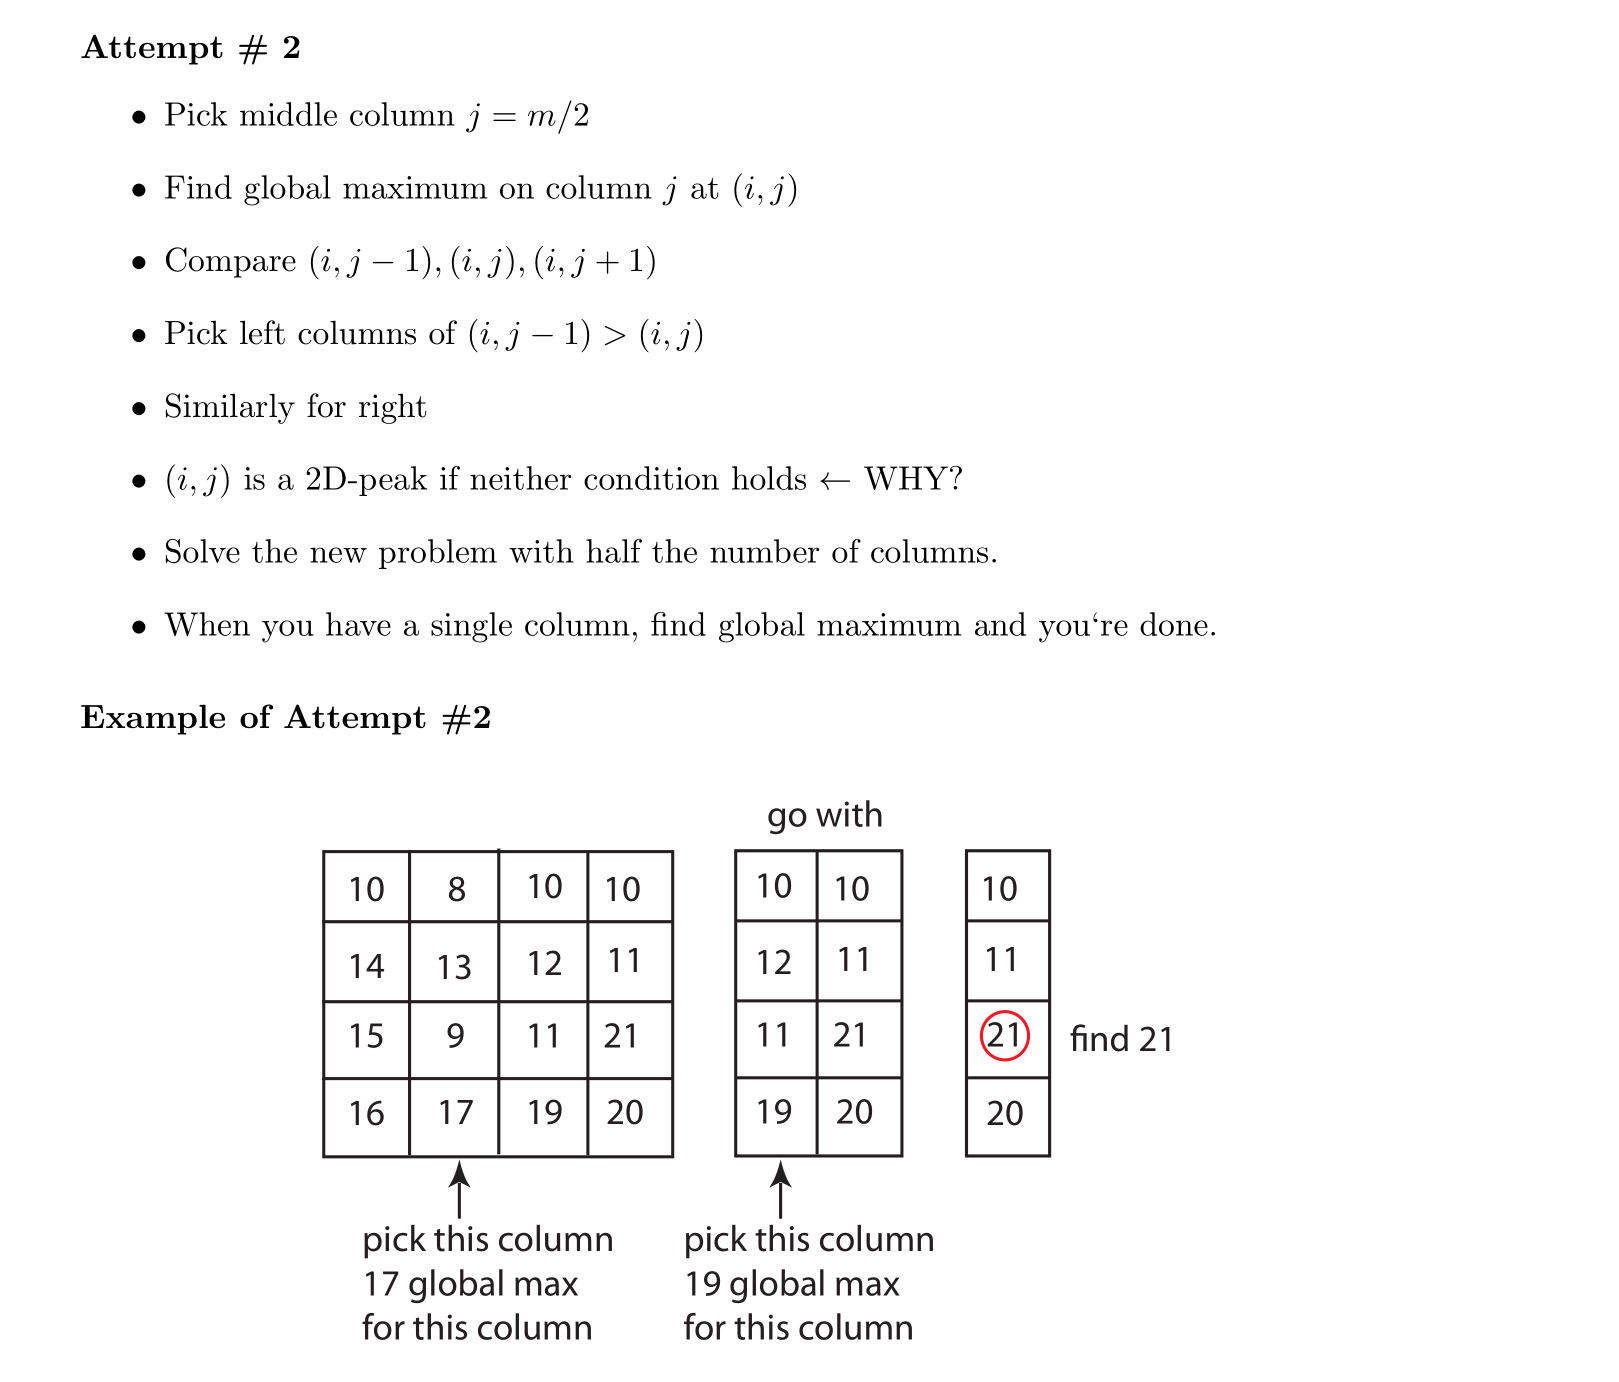 Attempt # 2
• Pick middle column j = m/2
• Find global maximum on column j at (i, j)
• Compare (i, j − 1), (i, j), (i, j + 1)
• Pick left columns of (i, j − 1) > (i, j)
• Similarly for right
• (i, j) is a 2D-peak if neither condition holds ← WHY?
• Solve the new problem with half the number of columns.
• When you have a single column, find global maximum and you‘re done.
Example of Attempt #2
go with
10 8 10 10
14 13 12 11
15 9 11 21
16 17 19 20
pick this column
17 global max
for this column
10 10
12 11
11 21
19 20
pick this column
19 global max
for this column
10
11
21
20
find 21